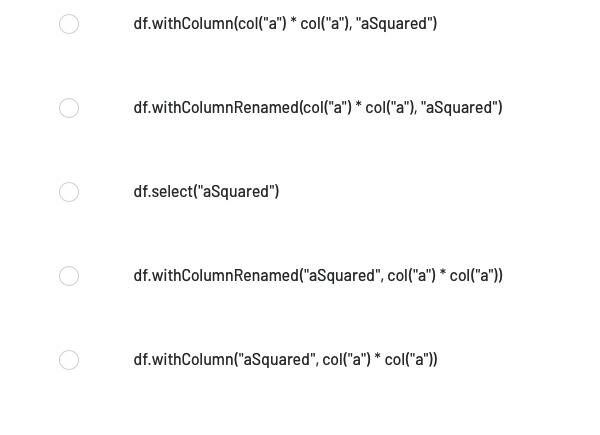 df.withColumn(col("a") * col("a"), "aSquared")
df.withColumnRenamed(col("a") * col("a"), "aSquared")
df.select("aSquared")
df.withColumnRenamed("aSquared", col("a") * col("a"))
df.withColumn("aSquared", col("a") * col("a"))